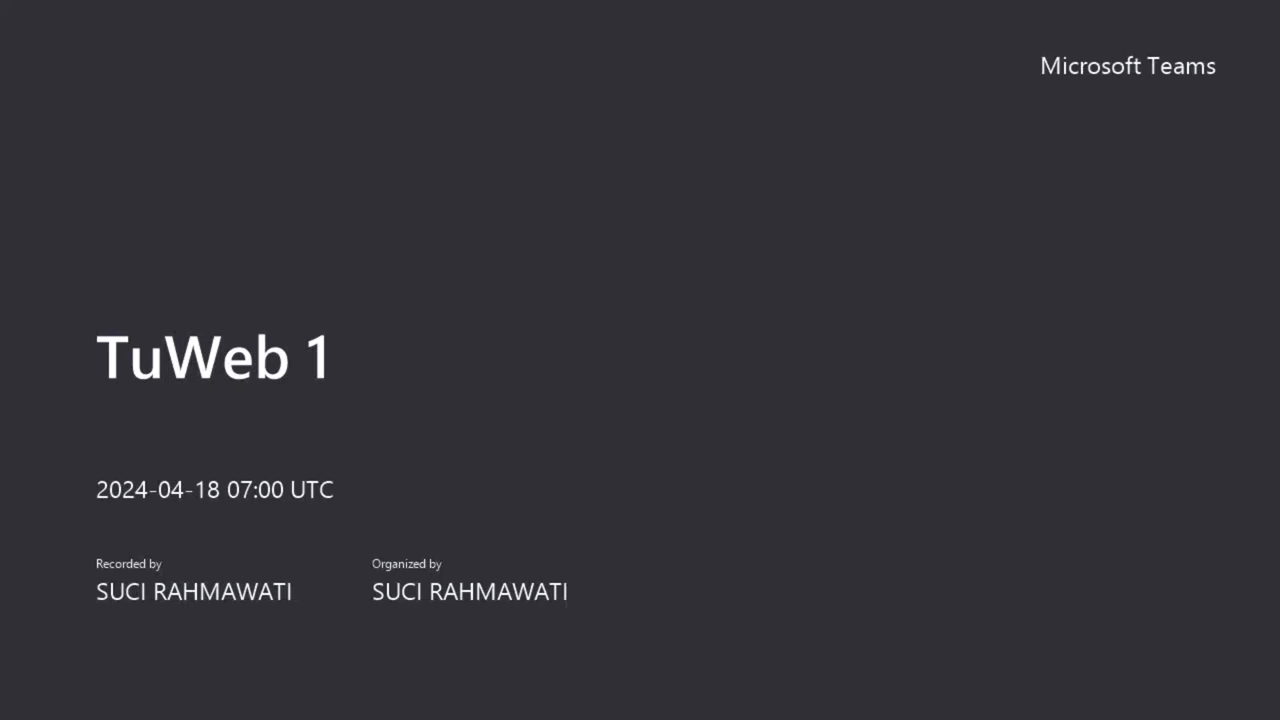 Microsoft Teams
TuWeb 1
2024-04-18 07:00 UTC
Recorded by
SUCI RAHMAWATI
Organized by
SUCI RAHMAWATI